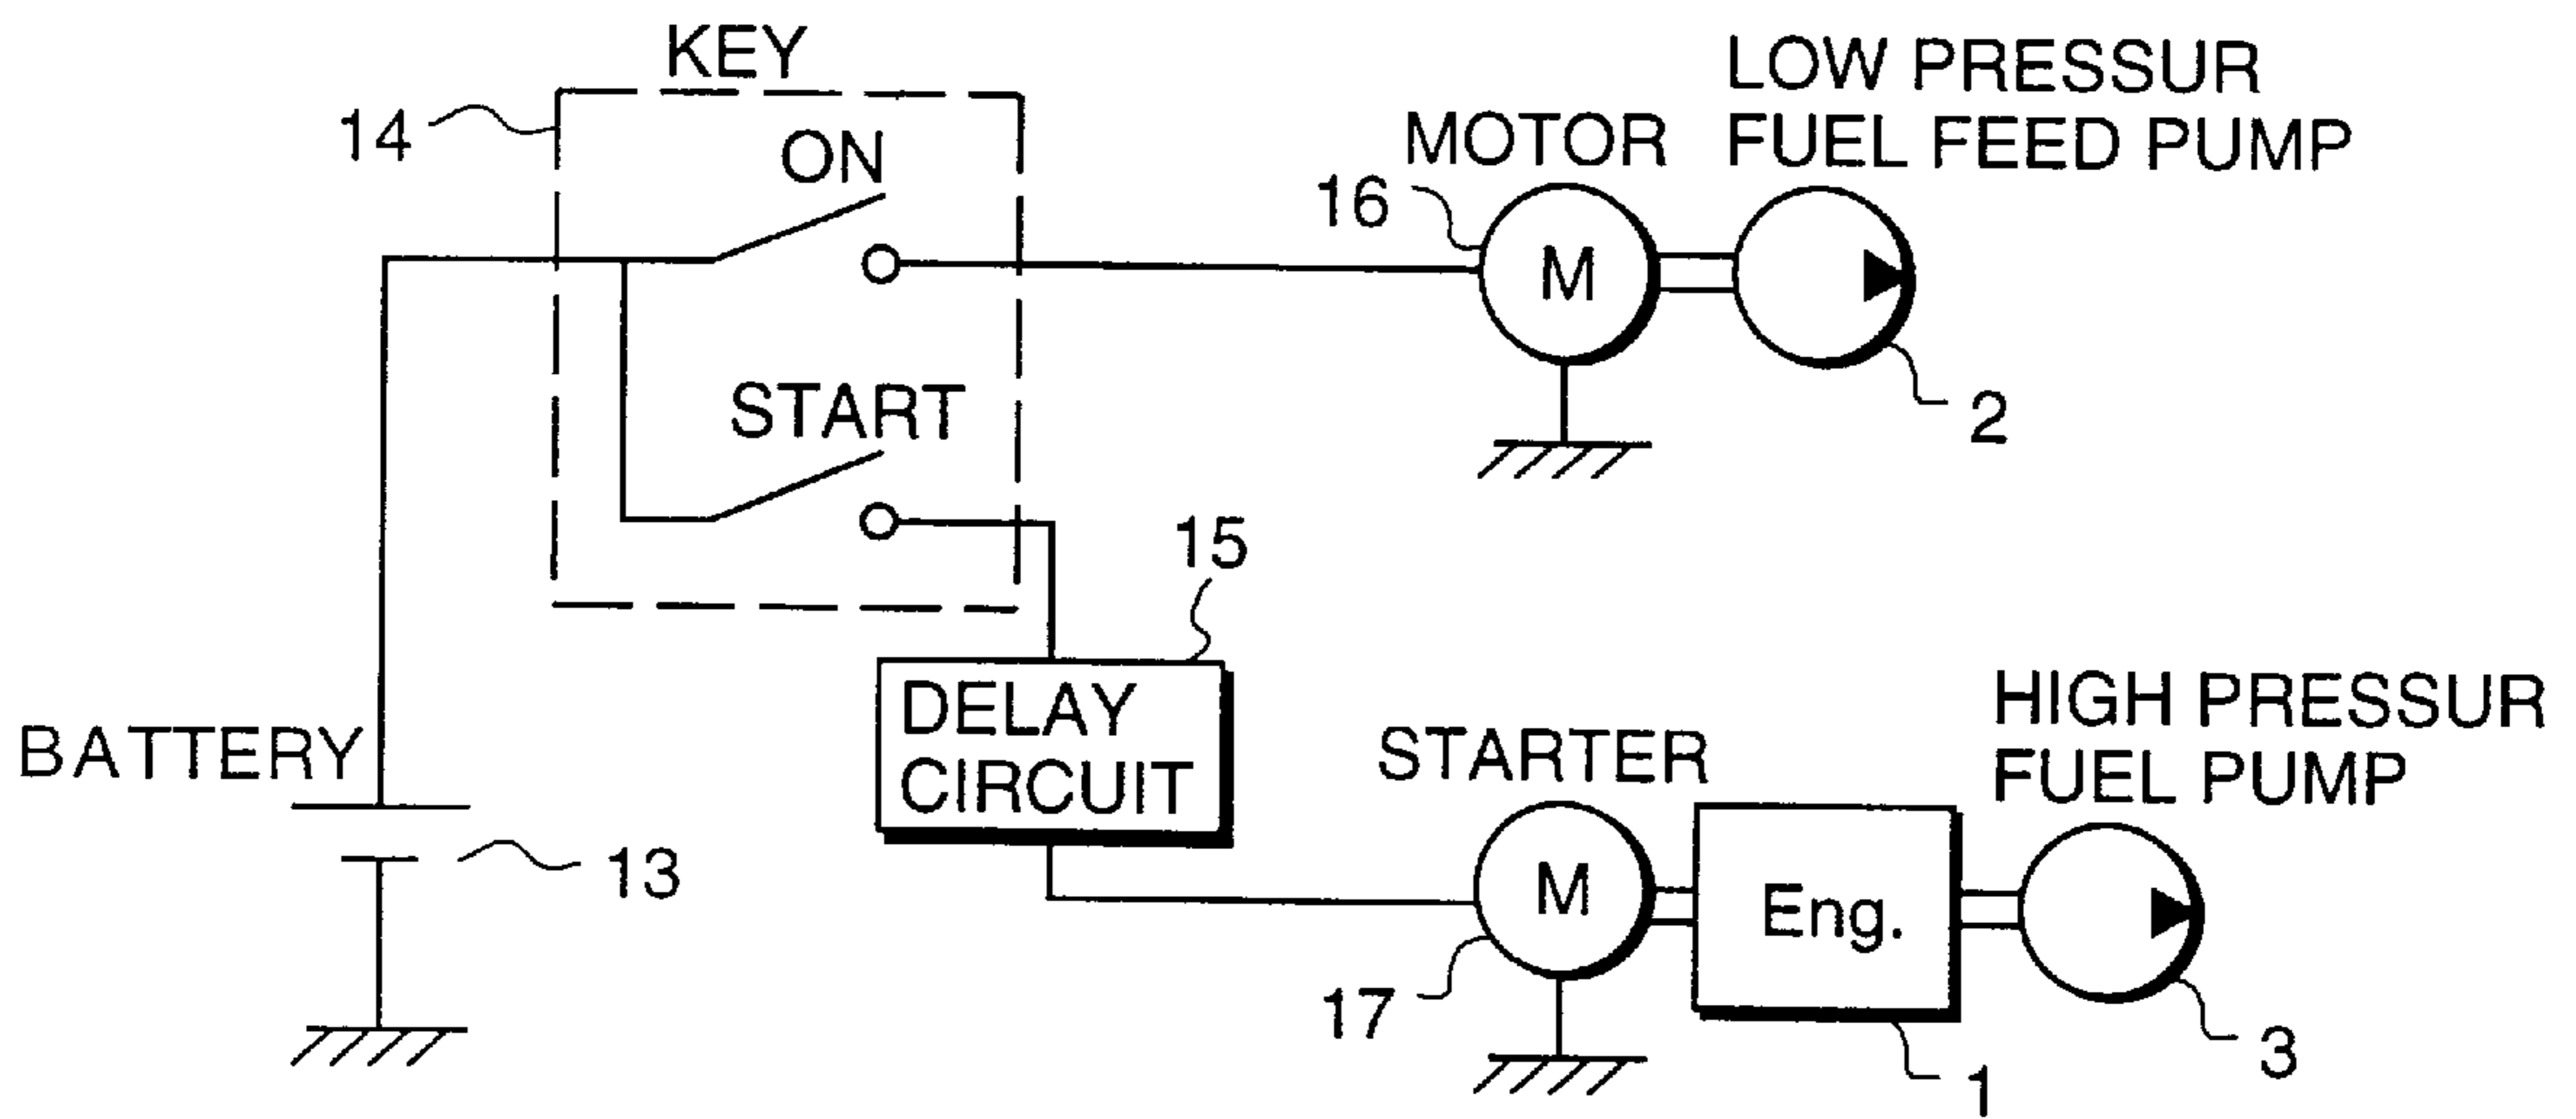 KEY
14
ON
LOW PRESSUR
FUEL FEED PUMP
MOTOR
16
M
2
START
15
DELAY
CIRCUIT
BATTERY
13
STARTER
HIGH PRESSUR
FUEL PUMP
M
Eng.
17
3
1